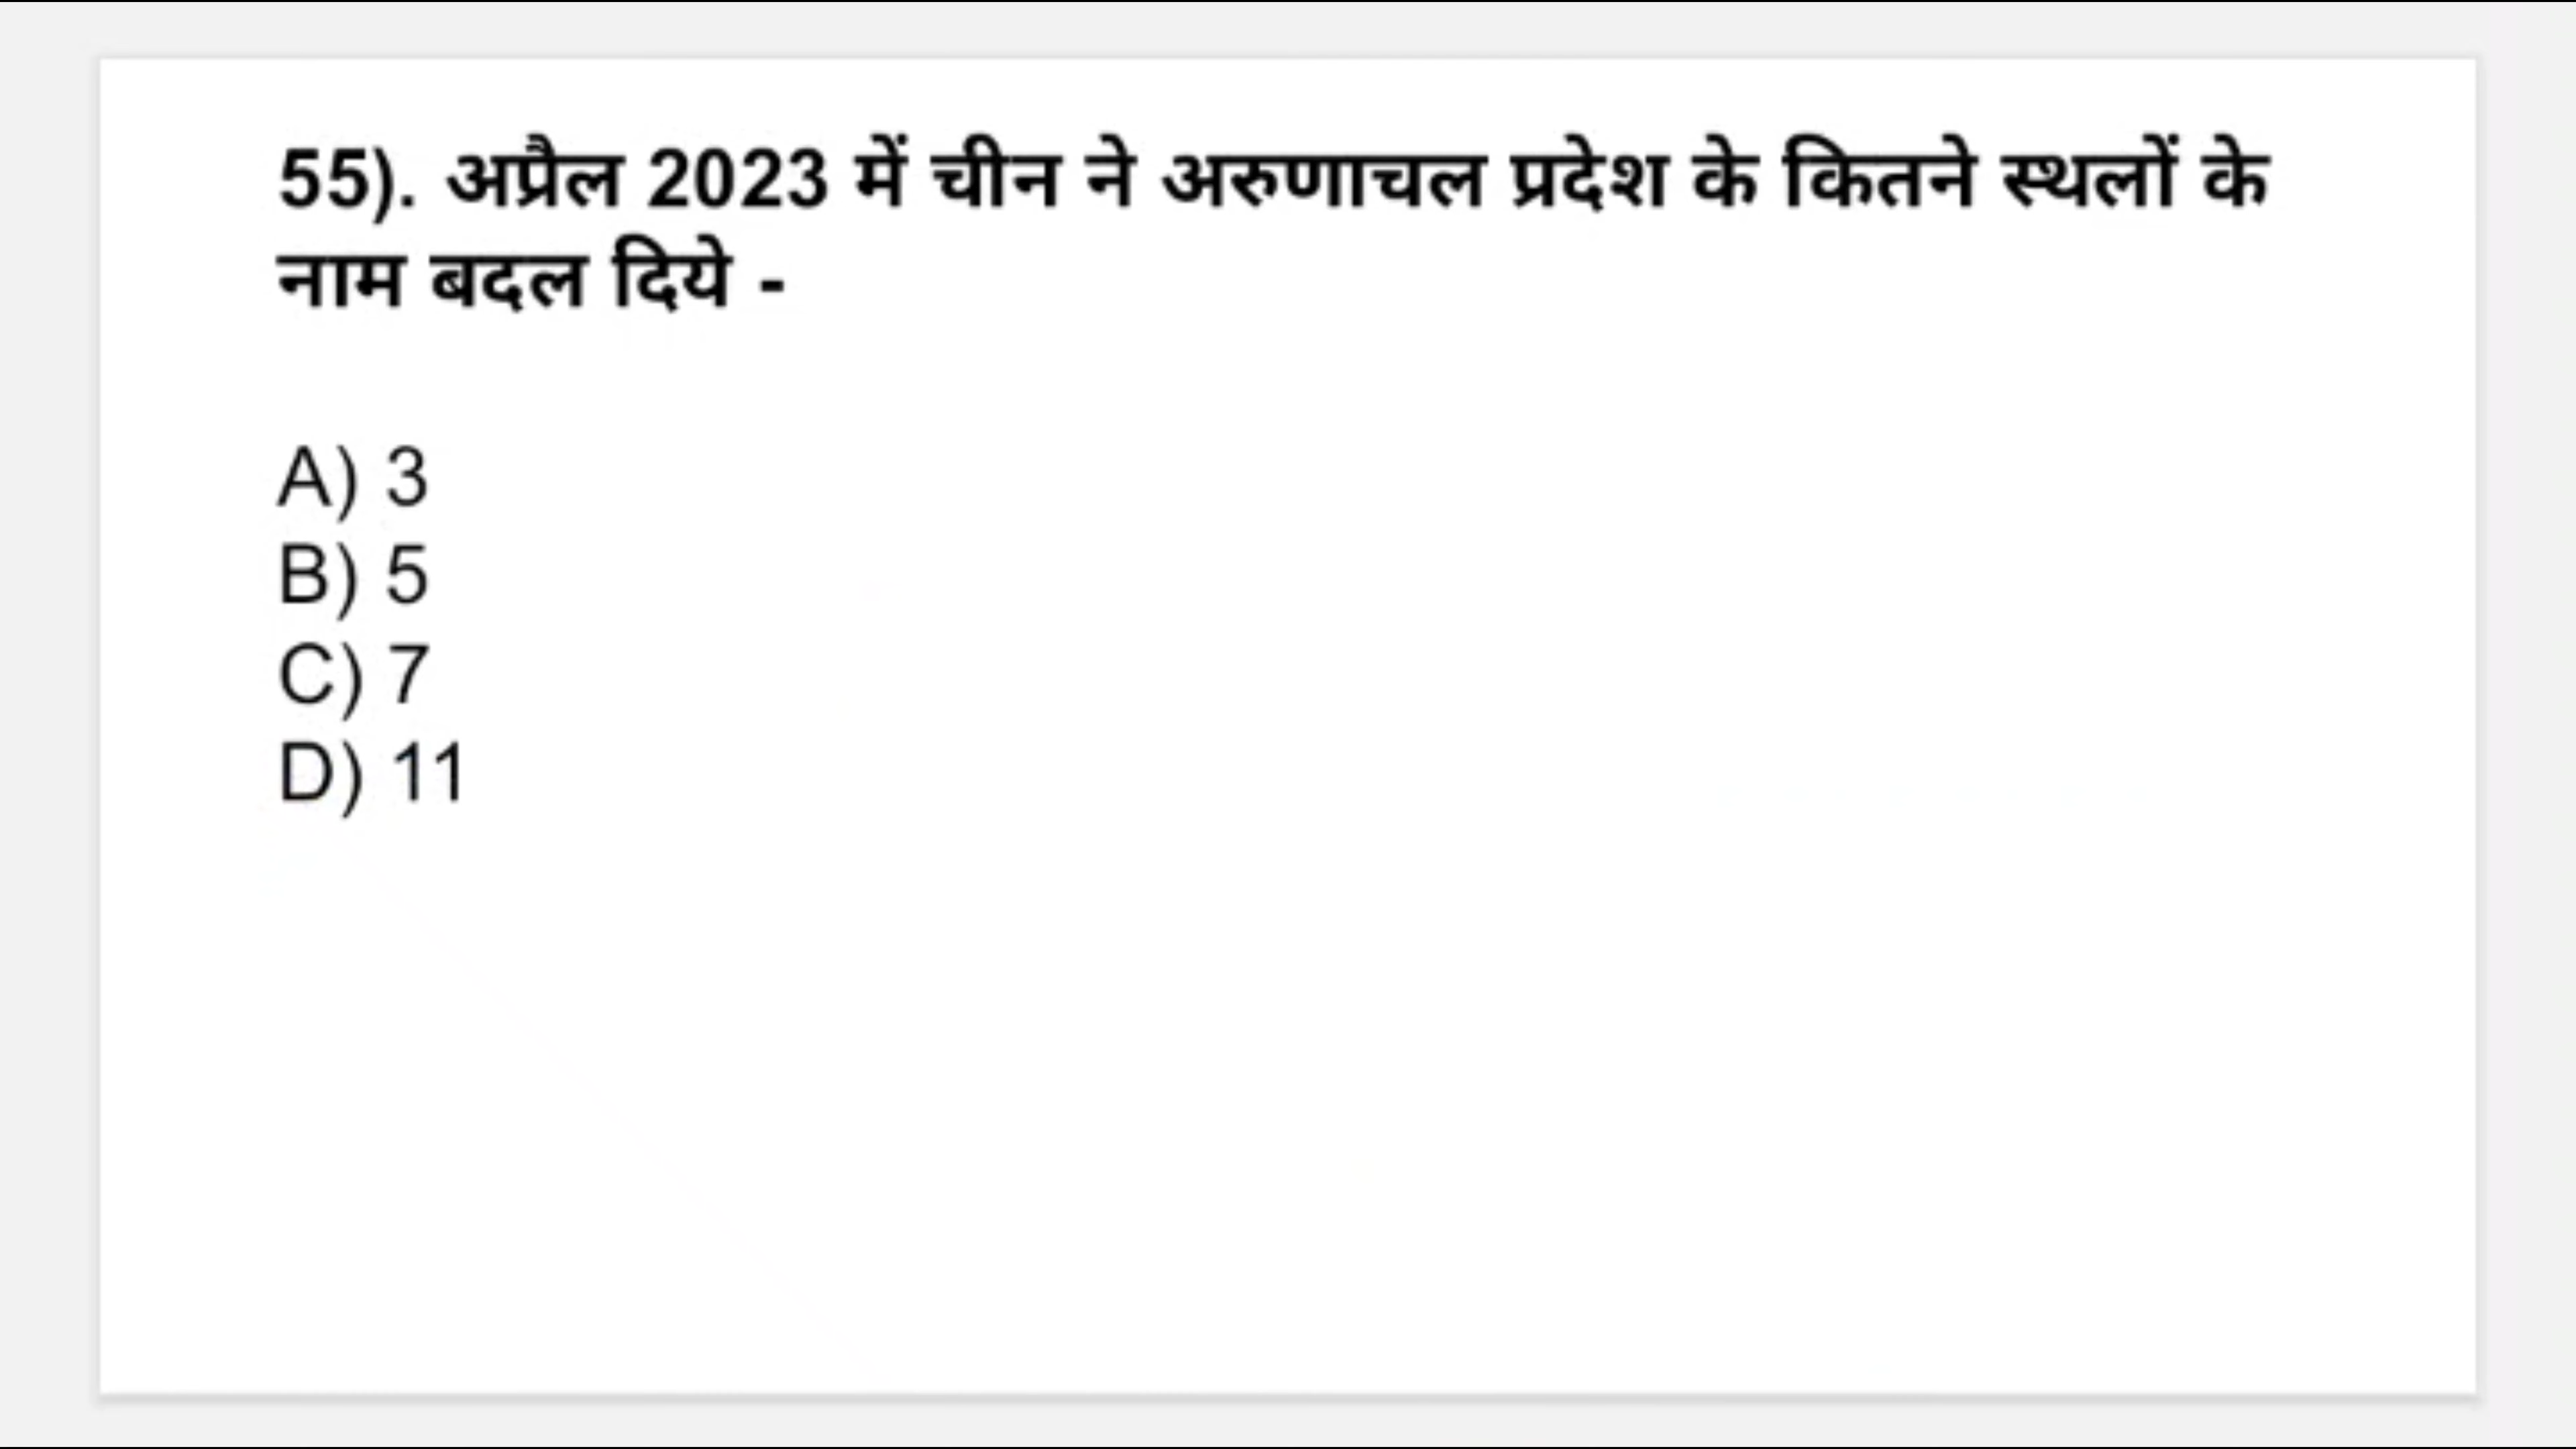 55). अप्रैल 2023 में चीन ने अरुणाचल प्रदेश के कितने स्थलों के
नाम बदल दिये -
A) 3
B) 5
C) 7
D) 11